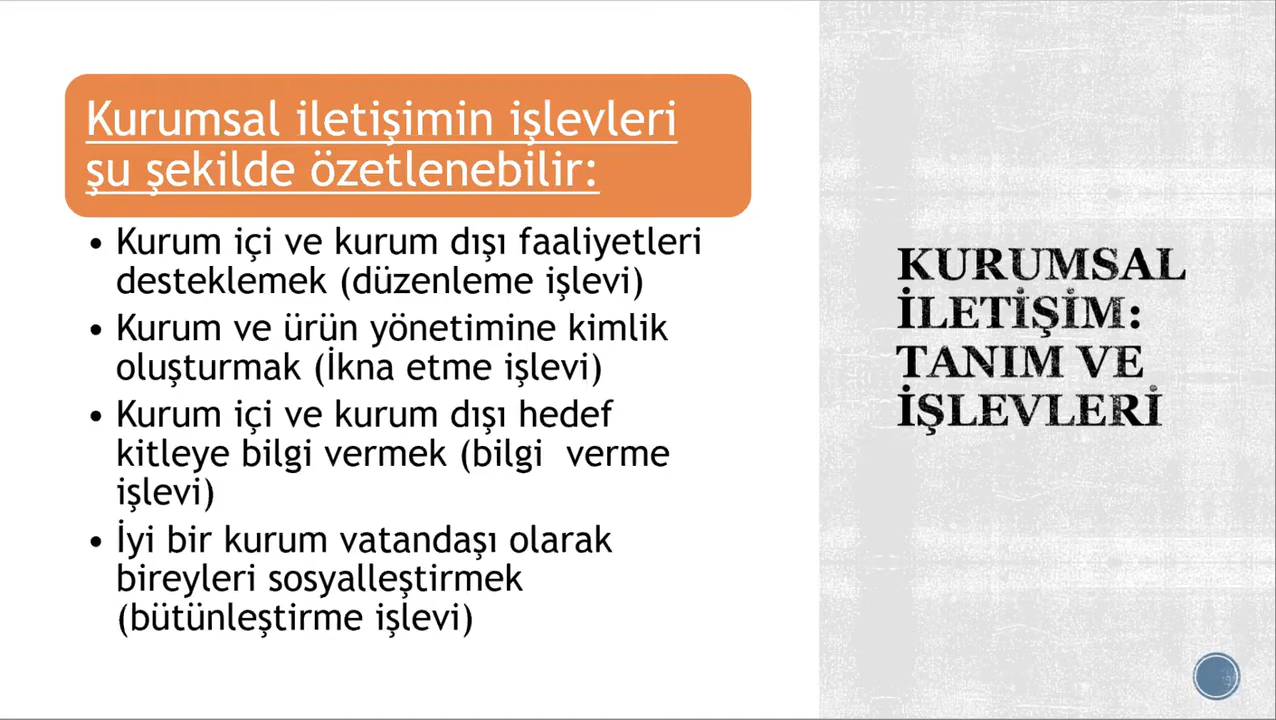 Kurumsal iletişimin işlevleri
şu şekilde özetlenebilir:
• Kurum içi ve kurum dışı faaliyetleri
desteklemek (düzenleme işlevi)
• Kurum ve ürün yönetimine kimlik
oluşturmak (İkna etme işlevi)
• Kurum içi ve kurum dışı hedef
kitleye bilgi vermek (bilgi  verme
işlevi)
• İyi bir kurum vatandaşı olarak
bireyleri sosyalleştirmek
(bütünleştirme işlevi)
KURUMSAL
İLETİŞİM:
TANIM VE
İŞLEVLERİ